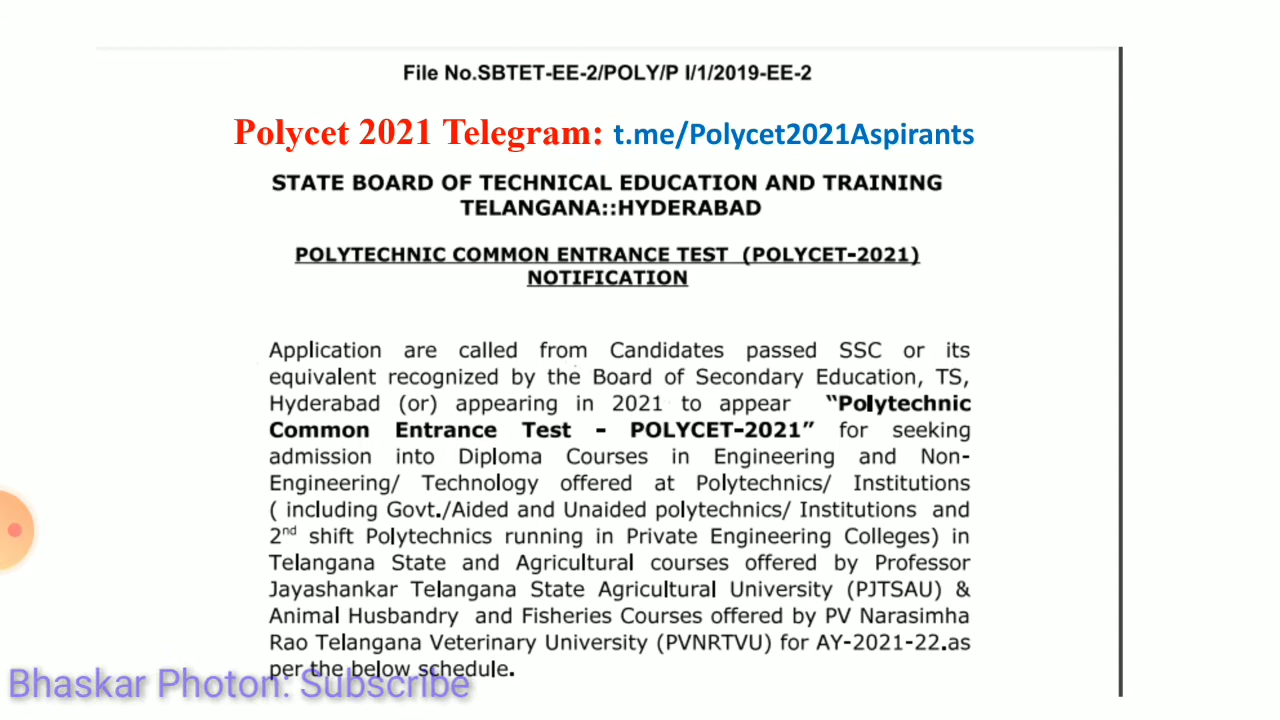 File No.SBTET-EE-2/POLY/P I/1/2019-EE-2
Polycet 2021 Telegram: t.me/Polycet2021Aspirants
STATE BOARD OF TECHNICAL EDUCATION AND TRAINING
TELANGANA::HYDERABAD
POLYTECHNIC COMMON ENTRANCE TEST (POLYCET-2021)
NOTIFICATION
Application are called from Candidates passed SSC or its
equivalent recognized by the Board of Secondary Education, TS,
Hyderabad (or) appearing in 2021 to appear "Polytechnic
Common Entrance Test - POLYCET-2021" for seeking
admission into Diploma Courses in Engineering and Non-
Engineering/ Technology offered at Polytechnics/ Institutions
( including Govt./Aided and Unaided polytechnics/ Institutions and
2nd shift Polytechnics running in Private Engineering Colleges) in
Telangana State and Agricultural courses offered by Professor
Jayashankar Telangana State Agricultural University (PJTSAU) &
Animal Husbandry and Fisheries Courses offered by PV Narasimha
Rao Telangana Veterinary University (PVNRTVU) for AY-2021-22.as
per the below schedule.
Bhaskar Photon: Subscribe